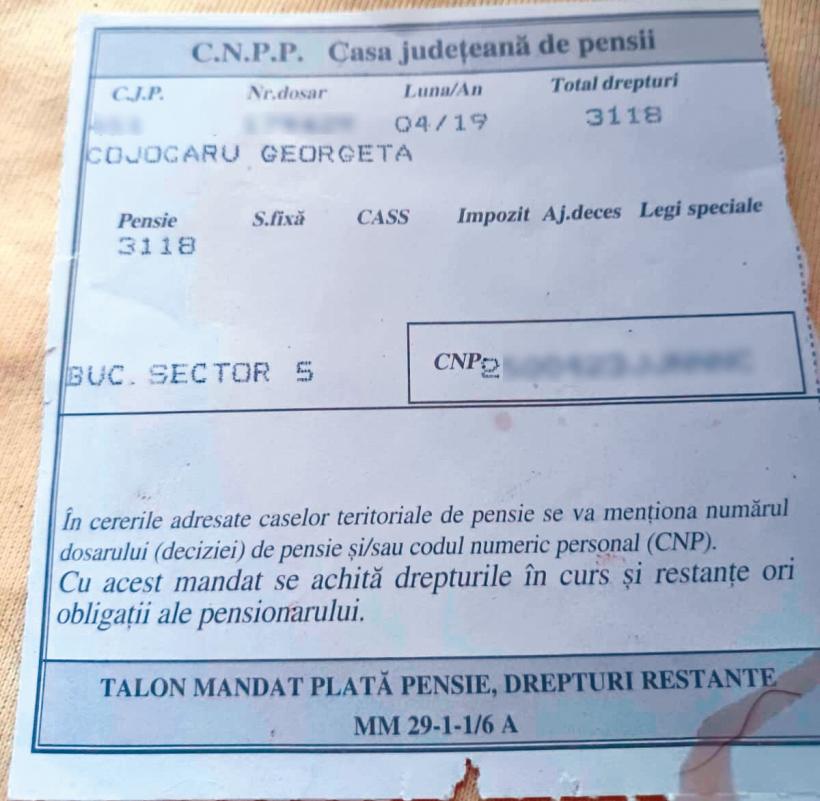 C.N.P.P. Casa județeană de pensii
C.J.P. Nr.dosar Luna/An Total drepturi
04/19 3118
COJOCARU GEORGETA
Pensie S.fixă CASS Impozit Aj.deces Legi speciale
3118
BUC. SECTOR 5 CNP 2
În cererile adresate caselor teritoriale de pensie se va menționa numărul
dosarului (deciziei) de pensie și/sau codul numeric personal (CNP).
Cu acest mandat se achită drepturile în curs și restanțe ori
obligații ale pensionarului.
TALON MANDAT PLATĂ PENSIE, DREPTURI RESTANTE
MM 29-1-1/6 A